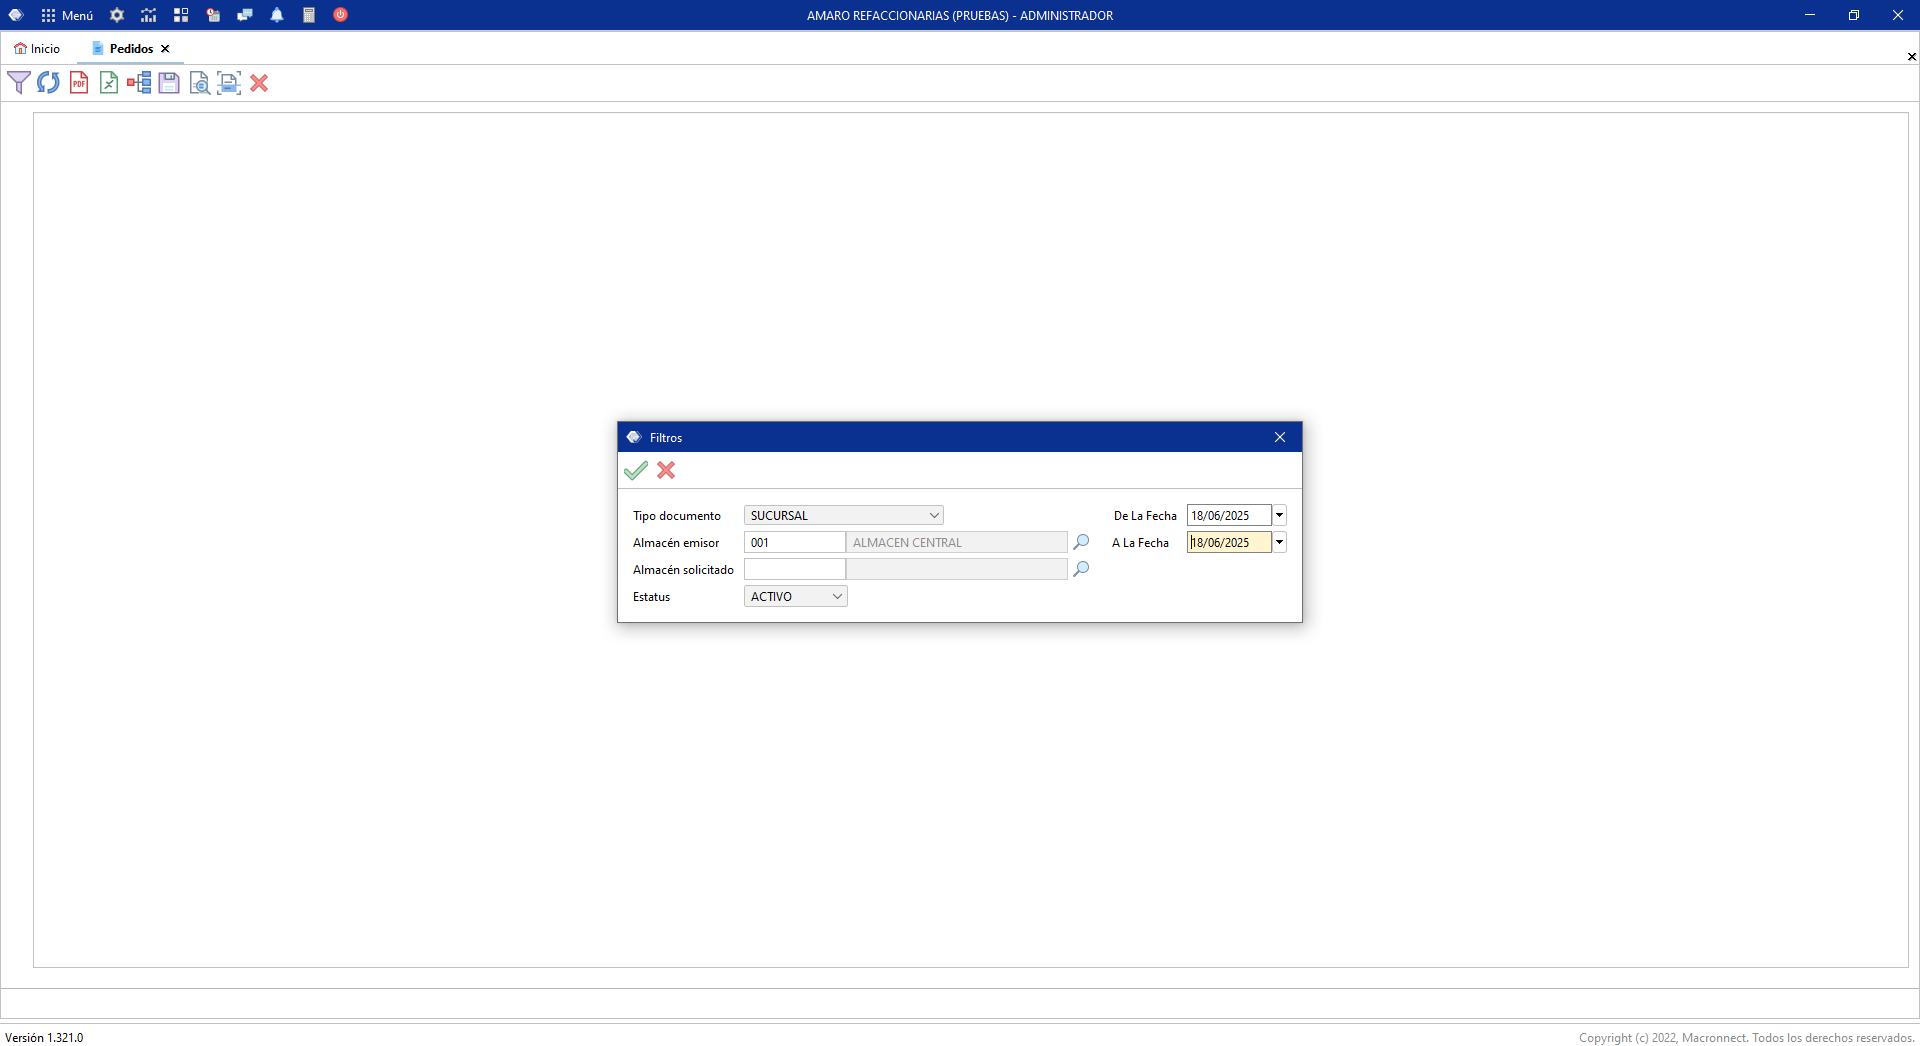 Menú
AMARO REFACCIONARIAS (PRUEBAS) - ADMINISTRADOR
Inicio
Pedidos
PDF
Filtros
Tipo documento SUCURSAL De La Fecha 18/06/2025
Almacén emisor 001 ALMACEN CENTRAL A La Fecha 18/06/2025
Almacén solicitado
Estatus ACTIVO
Versión 1.321.0
Copyright (c) 2022, Macronnect. Todos los derechos reservados.